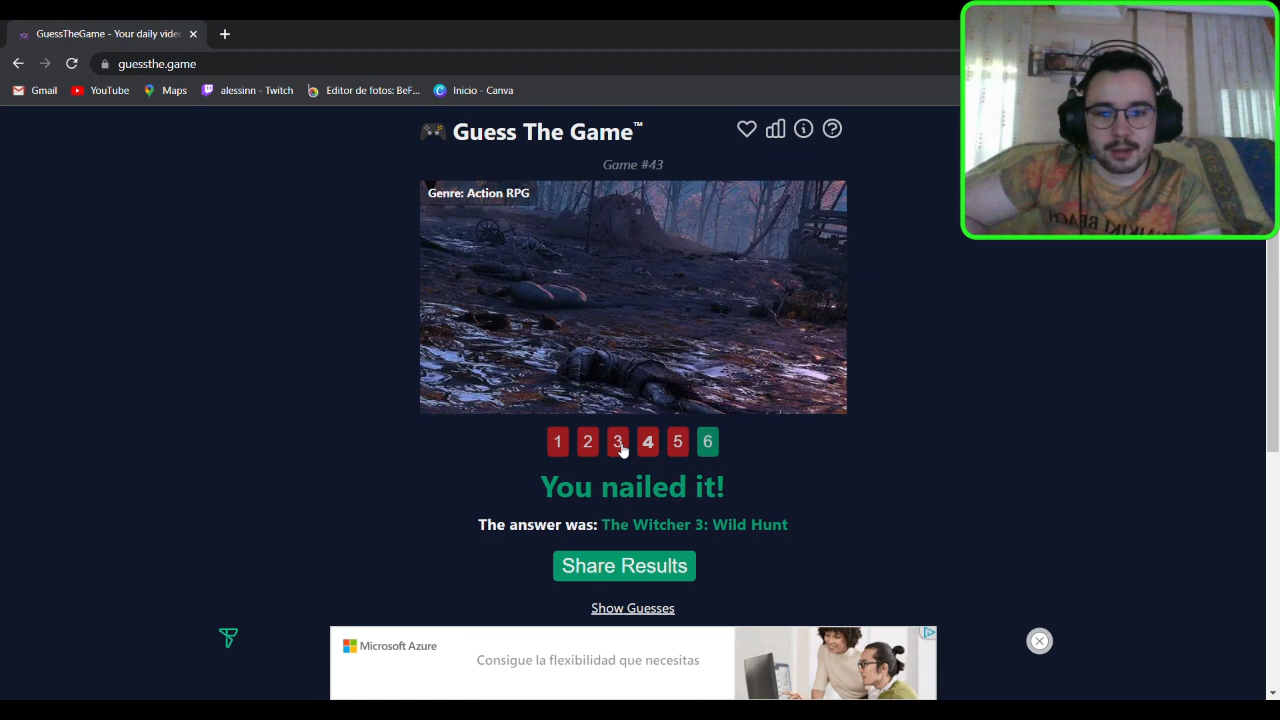 GuessTheGame - Your daily vide
guessthe.game
Gmail
YouTube
Maps
alessinn - Twitch
Editor de fotos: BeF...
Inicio - Canva
Guess The Game™
Game #43
Genre: Action RPG
1 2 3 4 5 6
You nailed it!
The answer was: The Witcher 3: Wild Hunt
Share Results
Show Guesses
Microsoft Azure
Consigue la flexibilidad que necesitas
WAIKIKI BEACH